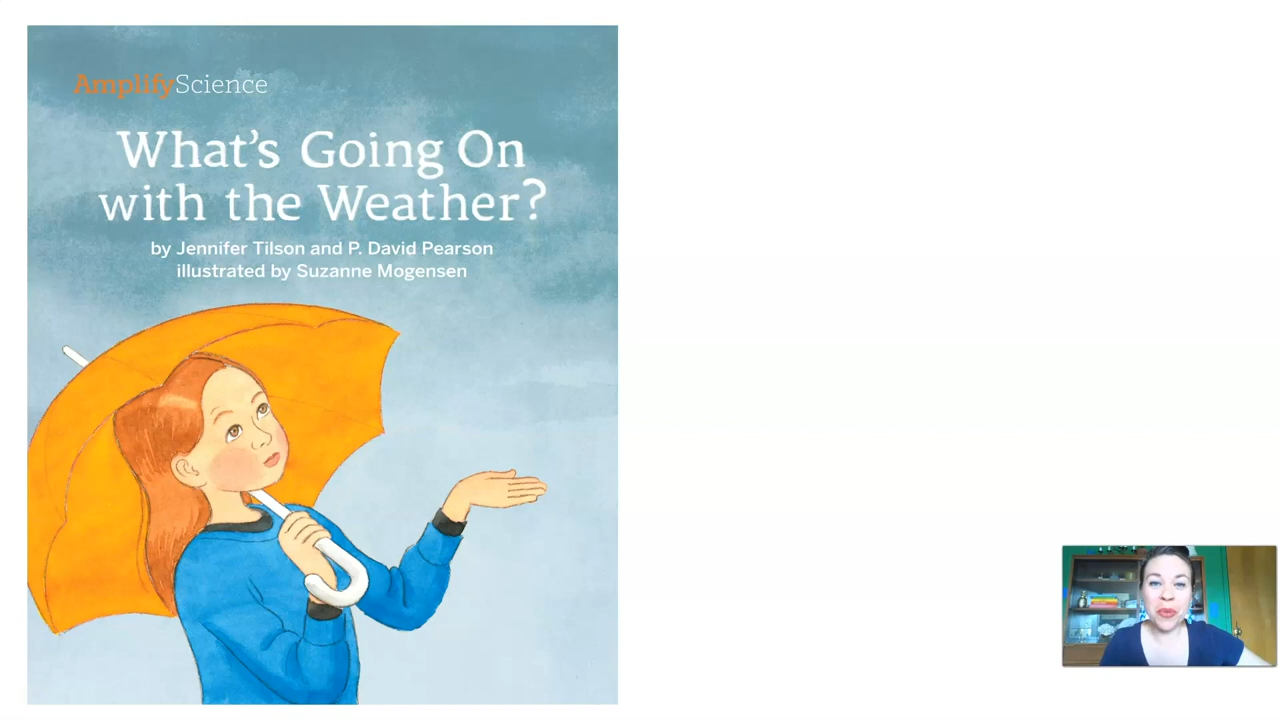 AmplifyScience
What's Going On
with the Weather?
by Jennifer Tilson and P. David Pearson
illustrated by Suzanne Mogensen